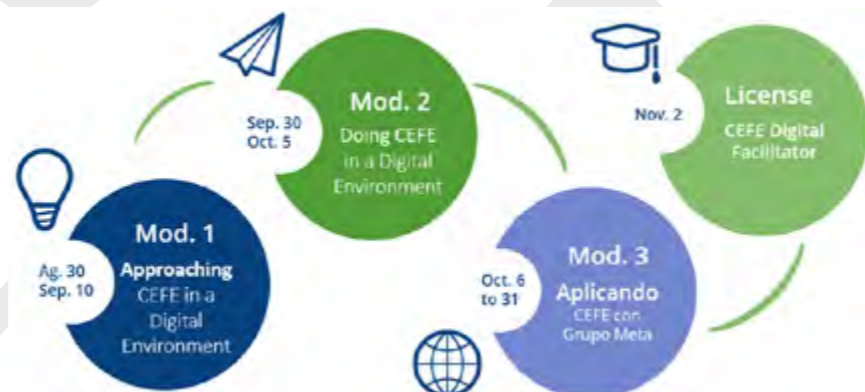 Ag. 30
Sep. 10
Mod. 1
Approaching
CEFE in a
Digital
Environment
Sep. 30
Oct. 5
Mod. 2
Doing CEFE
in a Digital
Environment
Oct. 6
to 31
Mod. 3
Aplicando
CEFE con
Grupo Meta
Nov. 2
License
CEFE Digital
Facilitator